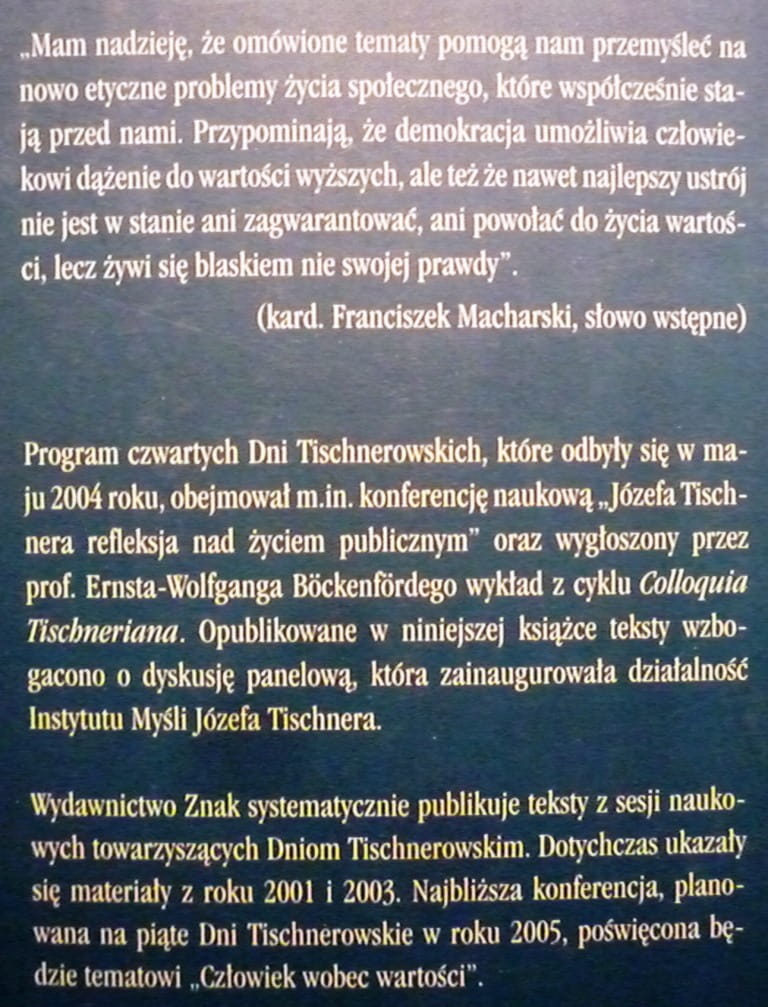 „Mam nadzieję, że omówione tematy pomogą nam przemyśleć na
nowo etyczne problemy życia społecznego, które współcześnie sta-
ją przed nami. Przypominają, że demokracja umożliwia człowie-
kowi dążenie do wartości wyższych, ale też że nawet najlepszy ustrój
nie jest w stanie ani zagwarantować, ani powołać do życia wartoś-
ci, lecz żywi się blaskiem nie swojej prawdy”.
(kard. Franciszek Macharski, słowo wstępne)
Program czwartych Dni Tischnerowskich, które odbyły się w ma-
ju 2004 roku, obejmował m.in. konferencję naukową „Józefa Tisch-
nera refleksja nad życiem publicznym” oraz wygłoszony przez
prof. Ernsta-Wolfganga Böckenfördego wykład z cyklu Colloquia
Tischneriana. Opublikowane w niniejszej książce teksty wzbo-
gacono o dyskusję panelową, która zainaugurowała działalność
Instytutu Myśli Józefa Tischnera.
Wydawnictwo Znak systematycznie publikuje teksty z sesji nauko-
wych towarzyszących Dniom Tischnerowskim. Dotychczas ukazały
się materiały z roku 2001 i 2003. Najbliższa konferencja, plano-
wana na piąte Dni Tischnerowskie w roku 2005, poświęcona bę-
dzie tematowi „Człowiek wobec wartości”.